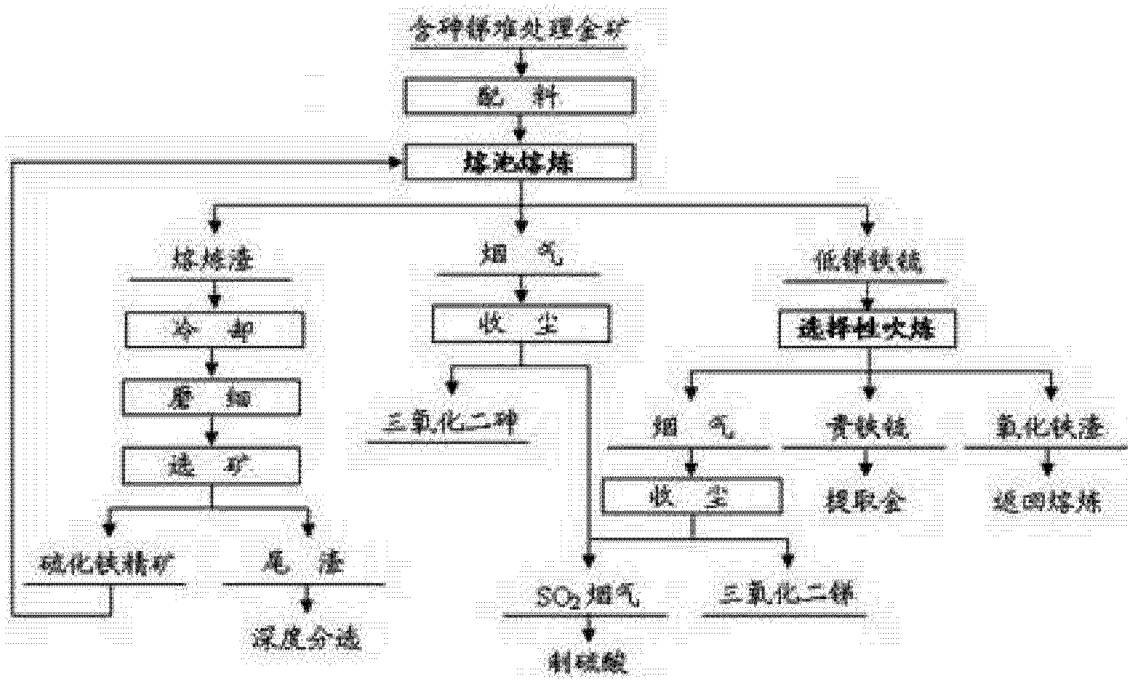 含砷锑难处理金矿
配 料
熔池熔炼
熔炼渣
烟 气
低锑铁锍
冷 却
收 尘
选择性吹炼
磨 细
三氧化二砷
烟 气
贵铁锍
氧化铁渣
选 矿
收 尘
提取金
返回熔炼
硫化铁精矿
尾 渣
SO₂烟气
三氧化二锑
深度分选
制硫酸